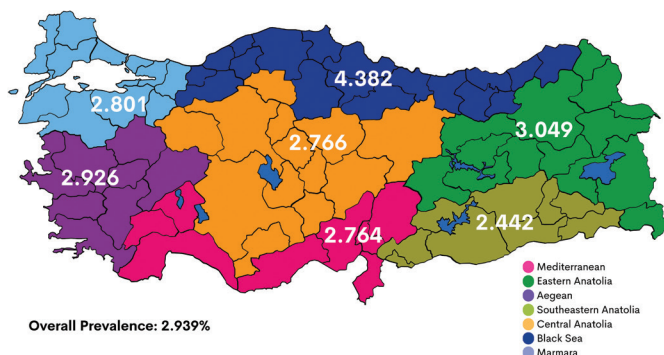 4.382
2.801
3.049
2.766
2.926
2.442
2.764
Mediterranean
Eastern Anatolia
Aegean
Southeastern Anatolia
Central Anatolia
Black Sea
Marmara
Overall Prevalence: 2.939%